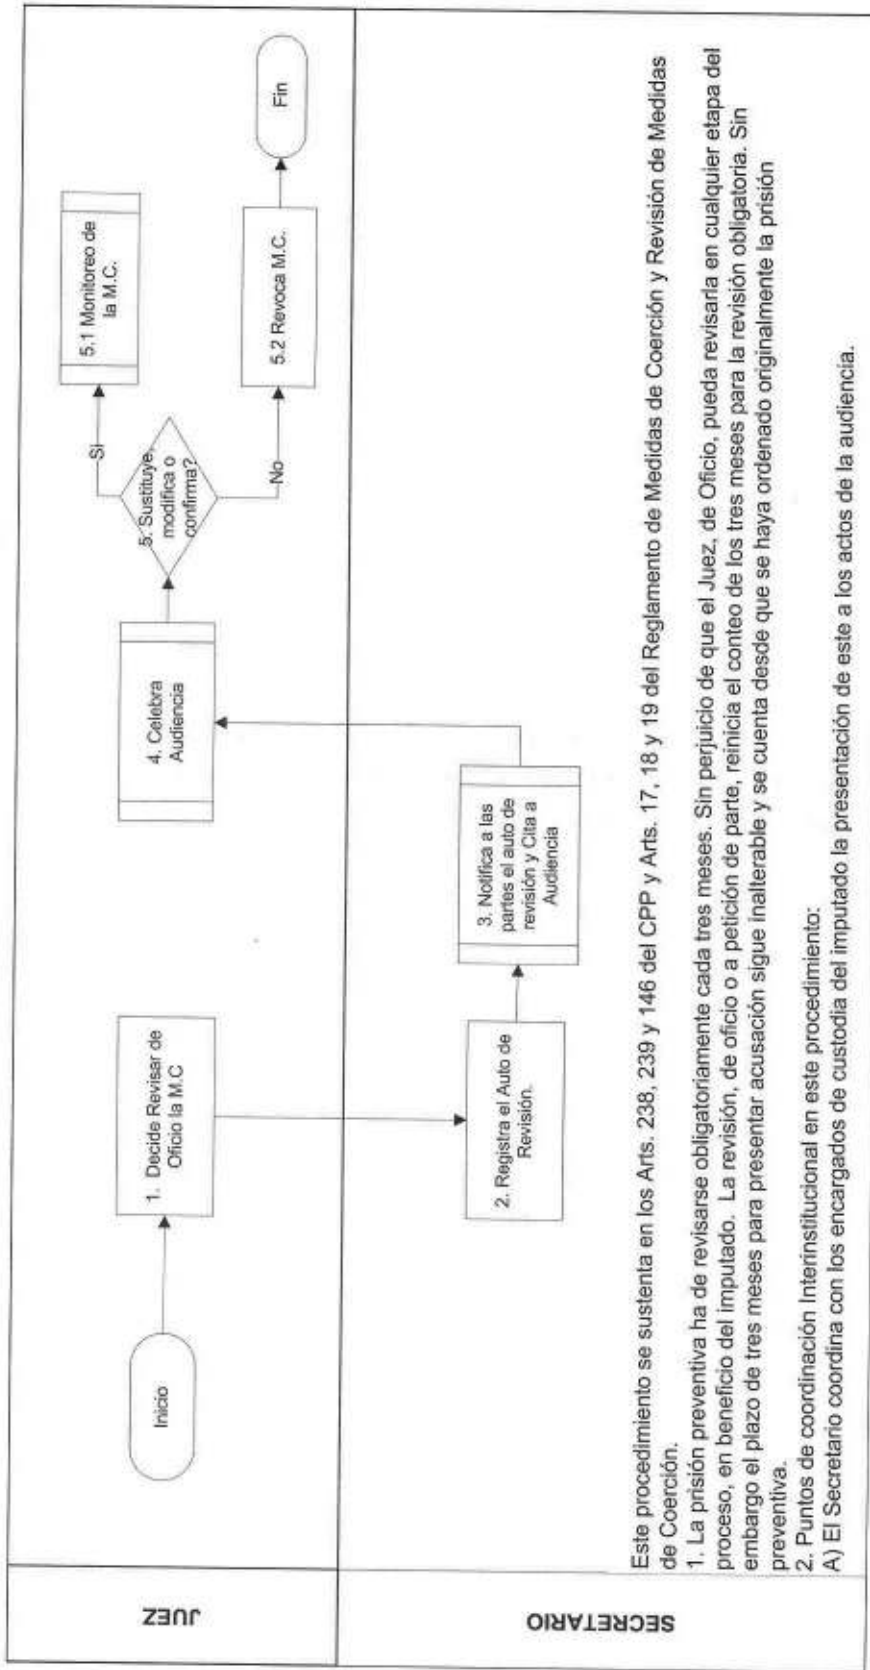 JUEZ
Inicio
1. Decide Revisar de
Oficio la M.C
4. Celebra
Audiencia
5. Sustituye,
modifica o
confirma?
Si
No
5.1 Monitoreo de
la M.C.
5.2 Revoca M.C.
Fin
SECRETARIO
2. Registra el Auto de
Revisión.
3. Notifica a las
partes el auto de
revisión y Cita a
Audiencia
Este procedimiento se sustenta en los Arts. 238, 239 y 146 del CPP y Arts. 17, 18 y 19 del Reglamento de Medidas de Coerción y Revisión de Medidas
de Coerción.
1. La prisión preventiva ha de revisarse obligatoriamente cada tres meses. Sin perjuicio de que el Juez, de Oficio, pueda revisarla en cualquier etapa del
proceso, en beneficio del imputado. La revisión, de oficio o a petición de parte, reinicia el conteo de los tres meses para la revisión obligatoria. Sin
embargo el plazo de tres meses para presentar acusación sigue inalterable y se cuenta desde que se haya ordenado originalmente la prisión
preventiva.
2. Puntos de coordinación Interinstitucional en este procedimiento:
A) El Secretario coordina con los encargados de custodia del imputado la presentación de este a los actos de la audiencia.